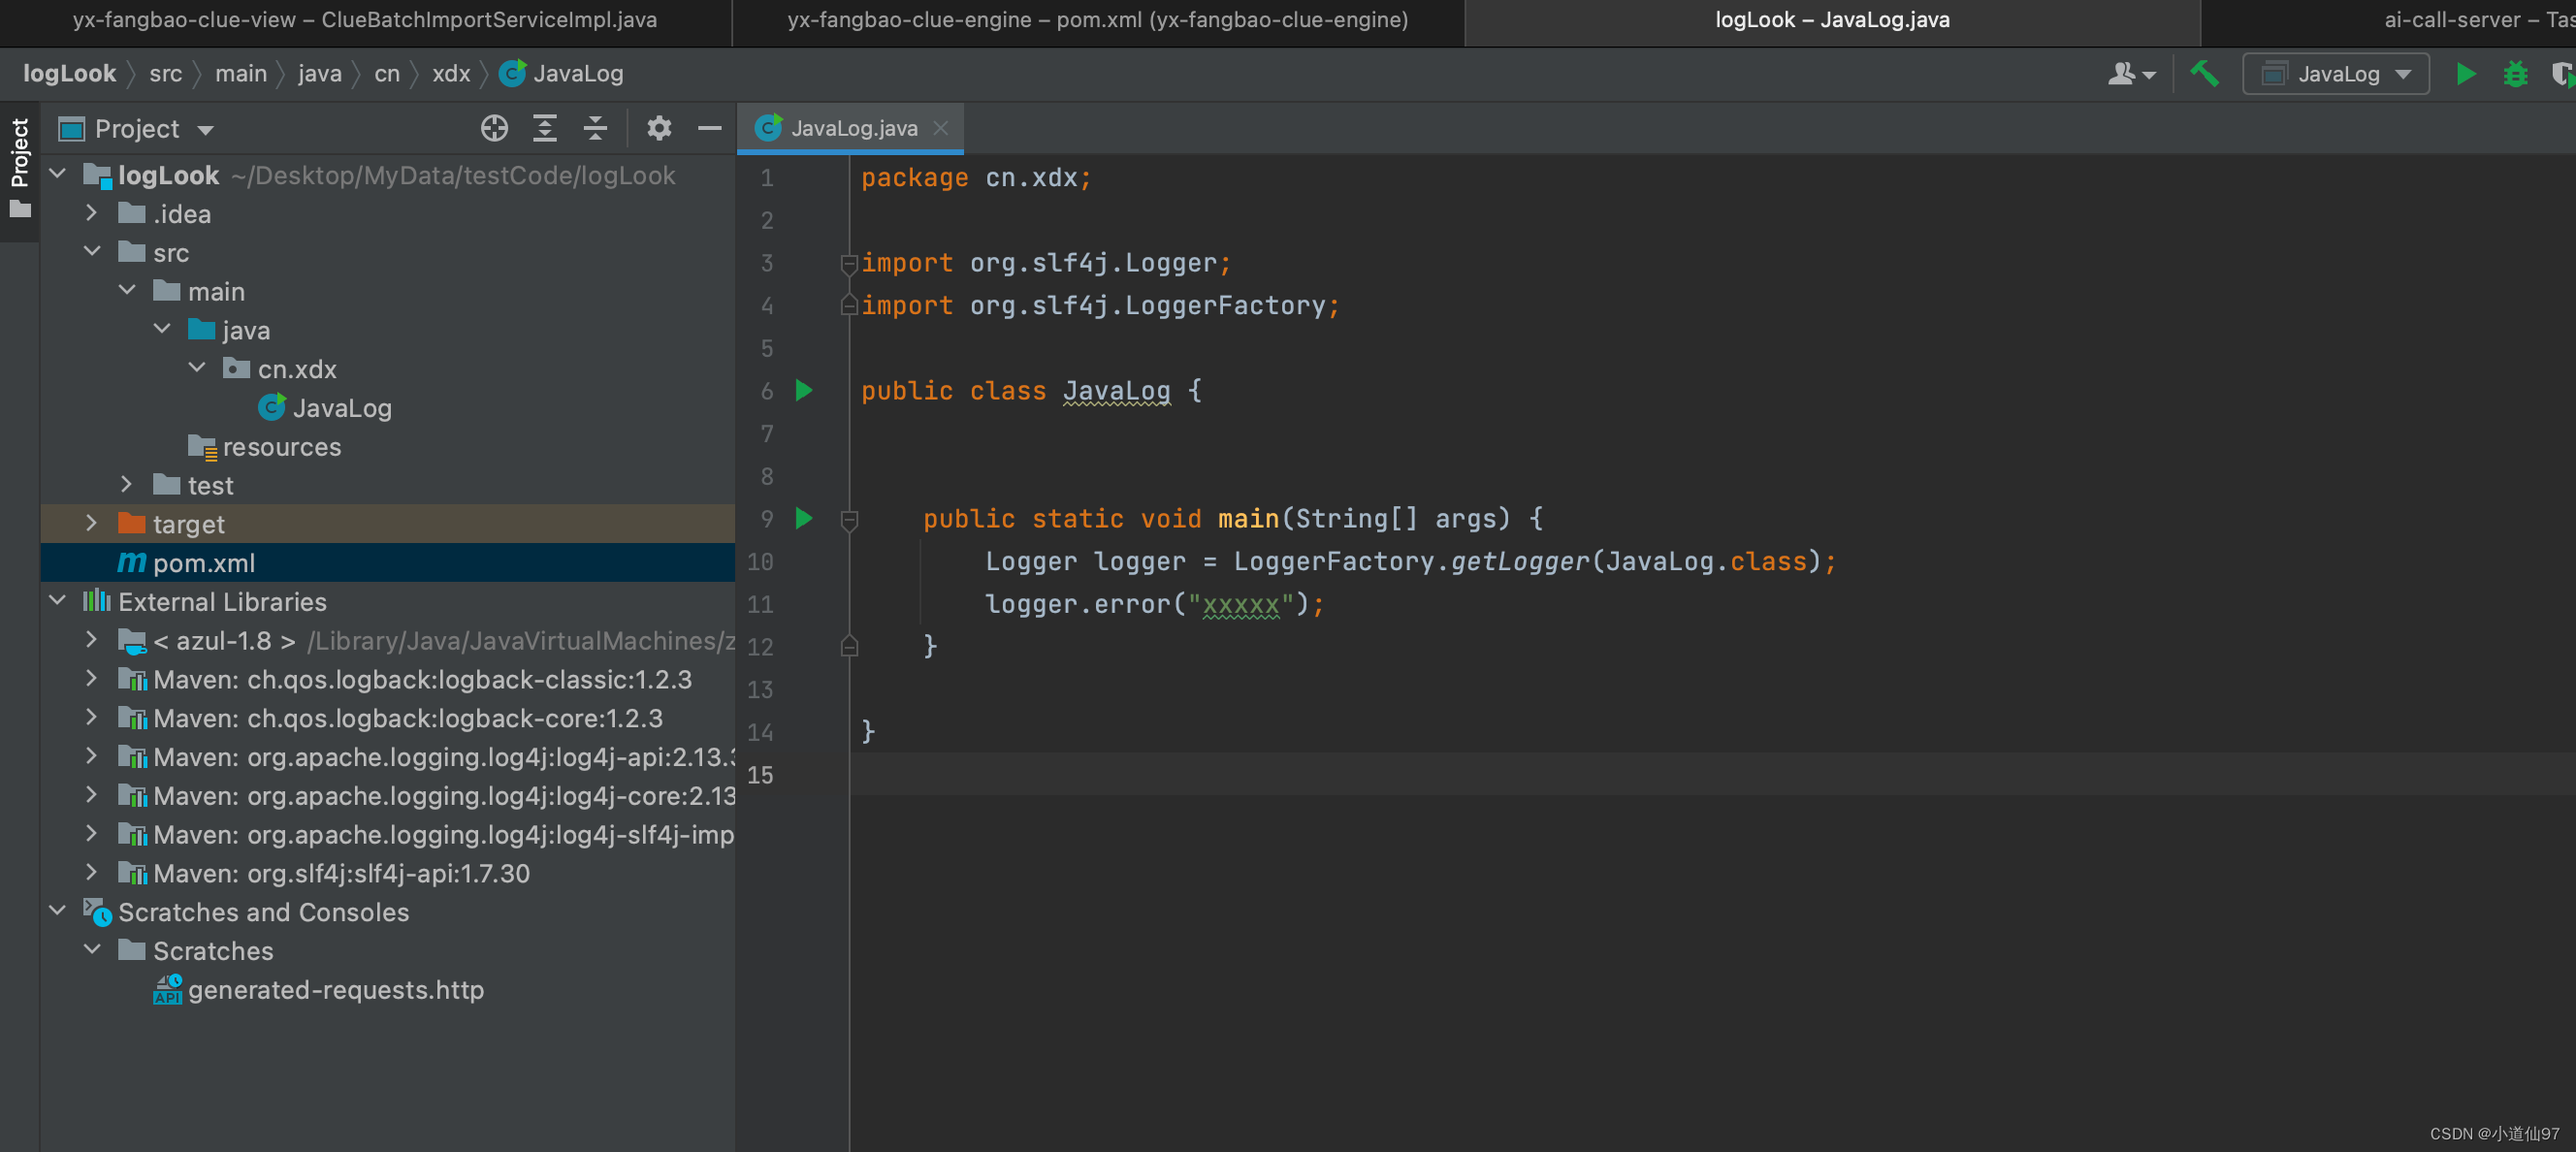 yx-fangbao-clue-view – ClueBatchImportServiceImpl.java
yx-fangbao-clue-engine – pom.xml (yx-fangbao-clue-engine)
logLook – JavaLog.java
ai-call-server – Tas
logLook
src
main
java
cn
xdx
JavaLog
JavaLog
Project
Project
logLook ~/Desktop/MyData/testCode/logLook
.idea
src
main
java
cn.xdx
JavaLog
resources
test
target
pom.xml
External Libraries
< azul-1.8 > /Library/Java/JavaVirtualMachines/z
Maven: ch.qos.logback:logback-classic:1.2.3
Maven: ch.qos.logback:logback-core:1.2.3
Maven: org.apache.logging.log4j:log4j-api:2.13.3
Maven: org.apache.logging.log4j:log4j-core:2.13
Maven: org.apache.logging.log4j:log4j-slf4j-imp
Maven: org.slf4j:slf4j-api:1.7.30
Scratches and Consoles
Scratches
API generated-requests.http
JavaLog.java
1 package cn.xdx;
2
3 import org.slf4j.Logger;
4 import org.slf4j.LoggerFactory;
5
6 public class JavaLog {
7
8
9 public static void main(String[] args) {
10 Logger logger = LoggerFactory.getLogger(JavaLog.class);
11 logger.error("xxxxx");
12 }
13
14 }
15
CSDN @小道仙97